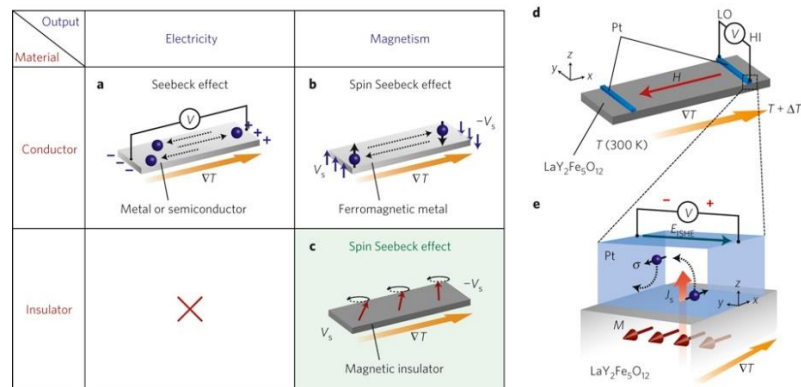 Output
Material
Electricity
Magnetism
Conductor
Insulator
a
Seebeck effect
V
∇T
Metal or semiconductor
b
Spin Seebeck effect
−Vs
Vs
∇T
Ferromagnetic metal
c
Spin Seebeck effect
−Vs
Vs
∇T
Magnetic insulator
d
LO
V
HI
Pt
H
z
y
x
∇T
T + ΔT
T (300 K)
LaY₂Fe₅O₁₂
e
− V +
E_ISHE
Pt
σ
Js
z
y
x
M
LaY₂Fe₅O₁₂
∇T